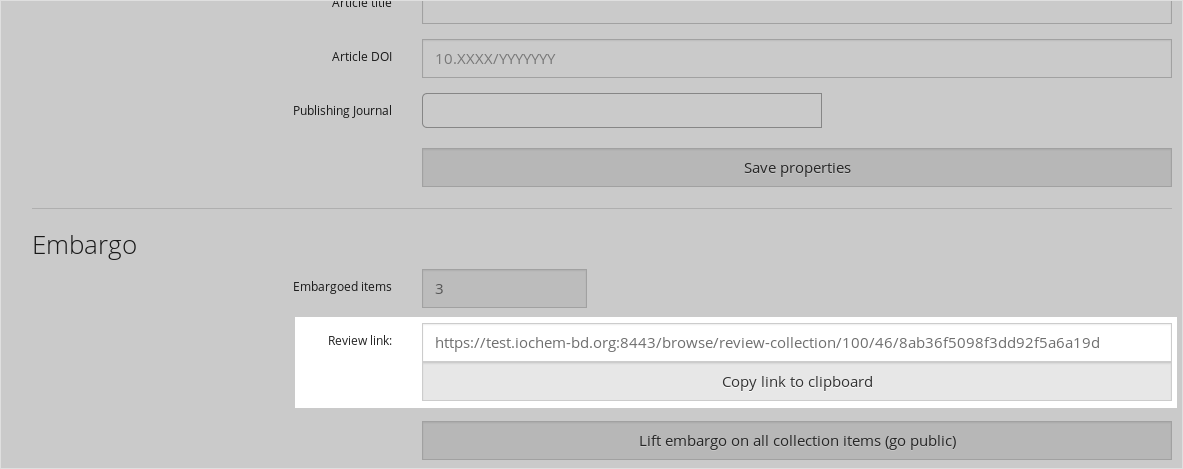 Article title
Article DOI
10.XXXX/YYYYYYY
Publishing Journal
Save properties
Embargo
Embargoed items
3
Review link:
https://test.iochem-bd.org:8443/browse/review-collection/100/46/8ab36f5098f3dd92f5a6a19d
Copy link to clipboard
Lift embargo on all collection items (go public)